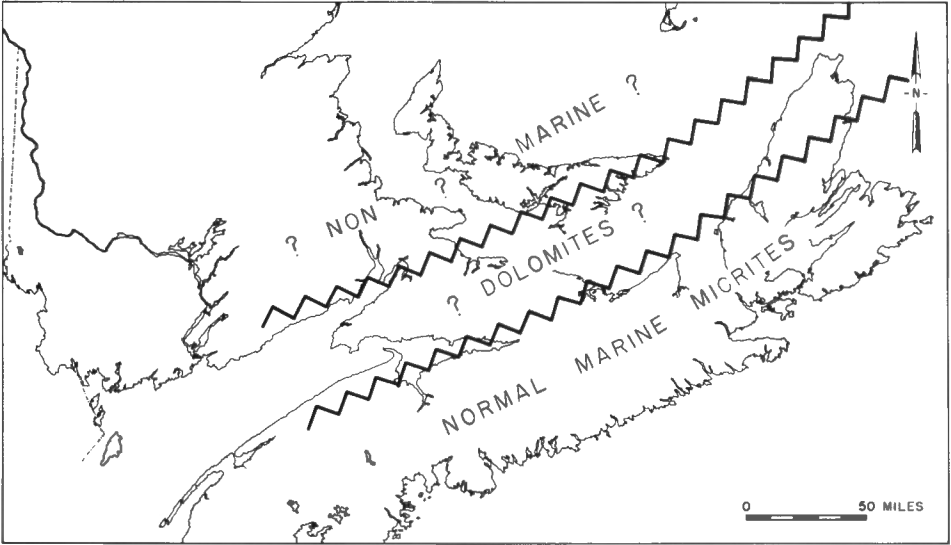 ? NON ? MARINE ?
? DOLOMITES ?
NORMAL MARINE MICRITES
-N-
0 50 MILES